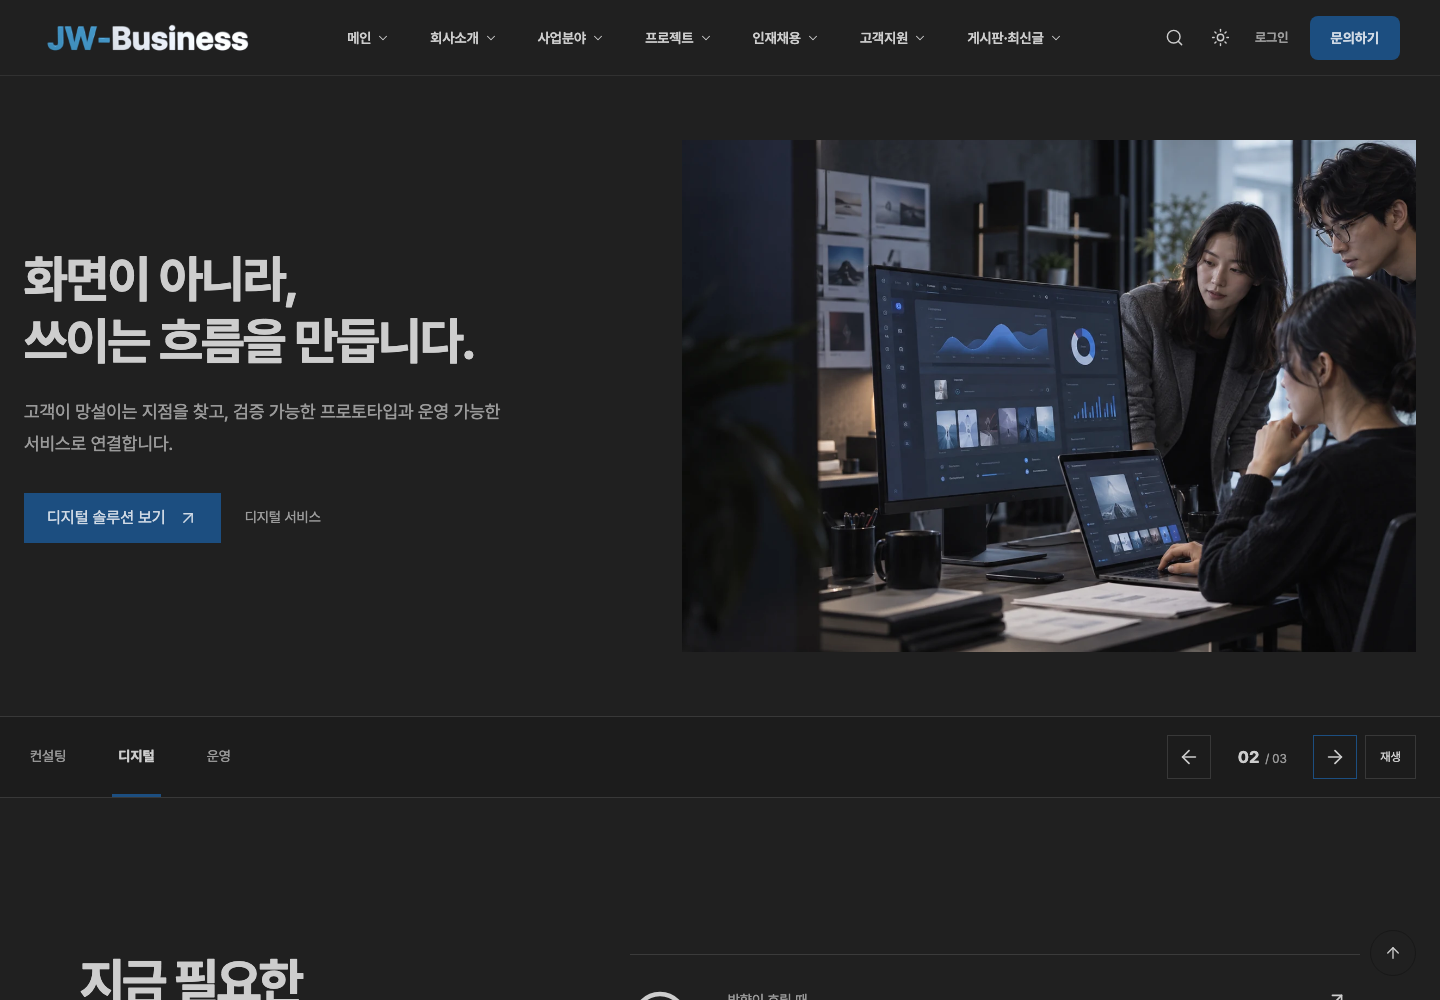 JW-Business
메인
회사소개
사업분야
프로젝트
인재채용
고객지원
게시판·최신글
로그인
문의하기
화면이 아니라,
쓰이는 흐름을 만듭니다.
고객이 망설이는 지점을 찾고, 검증 가능한 프로토타입과 운영 가능한
서비스로 연결합니다.
디지털 솔루션 보기
디지털 서비스
컨설팅
디지털
운영
02 / 03
재생
지금 필요한
방향이 흐릴 때